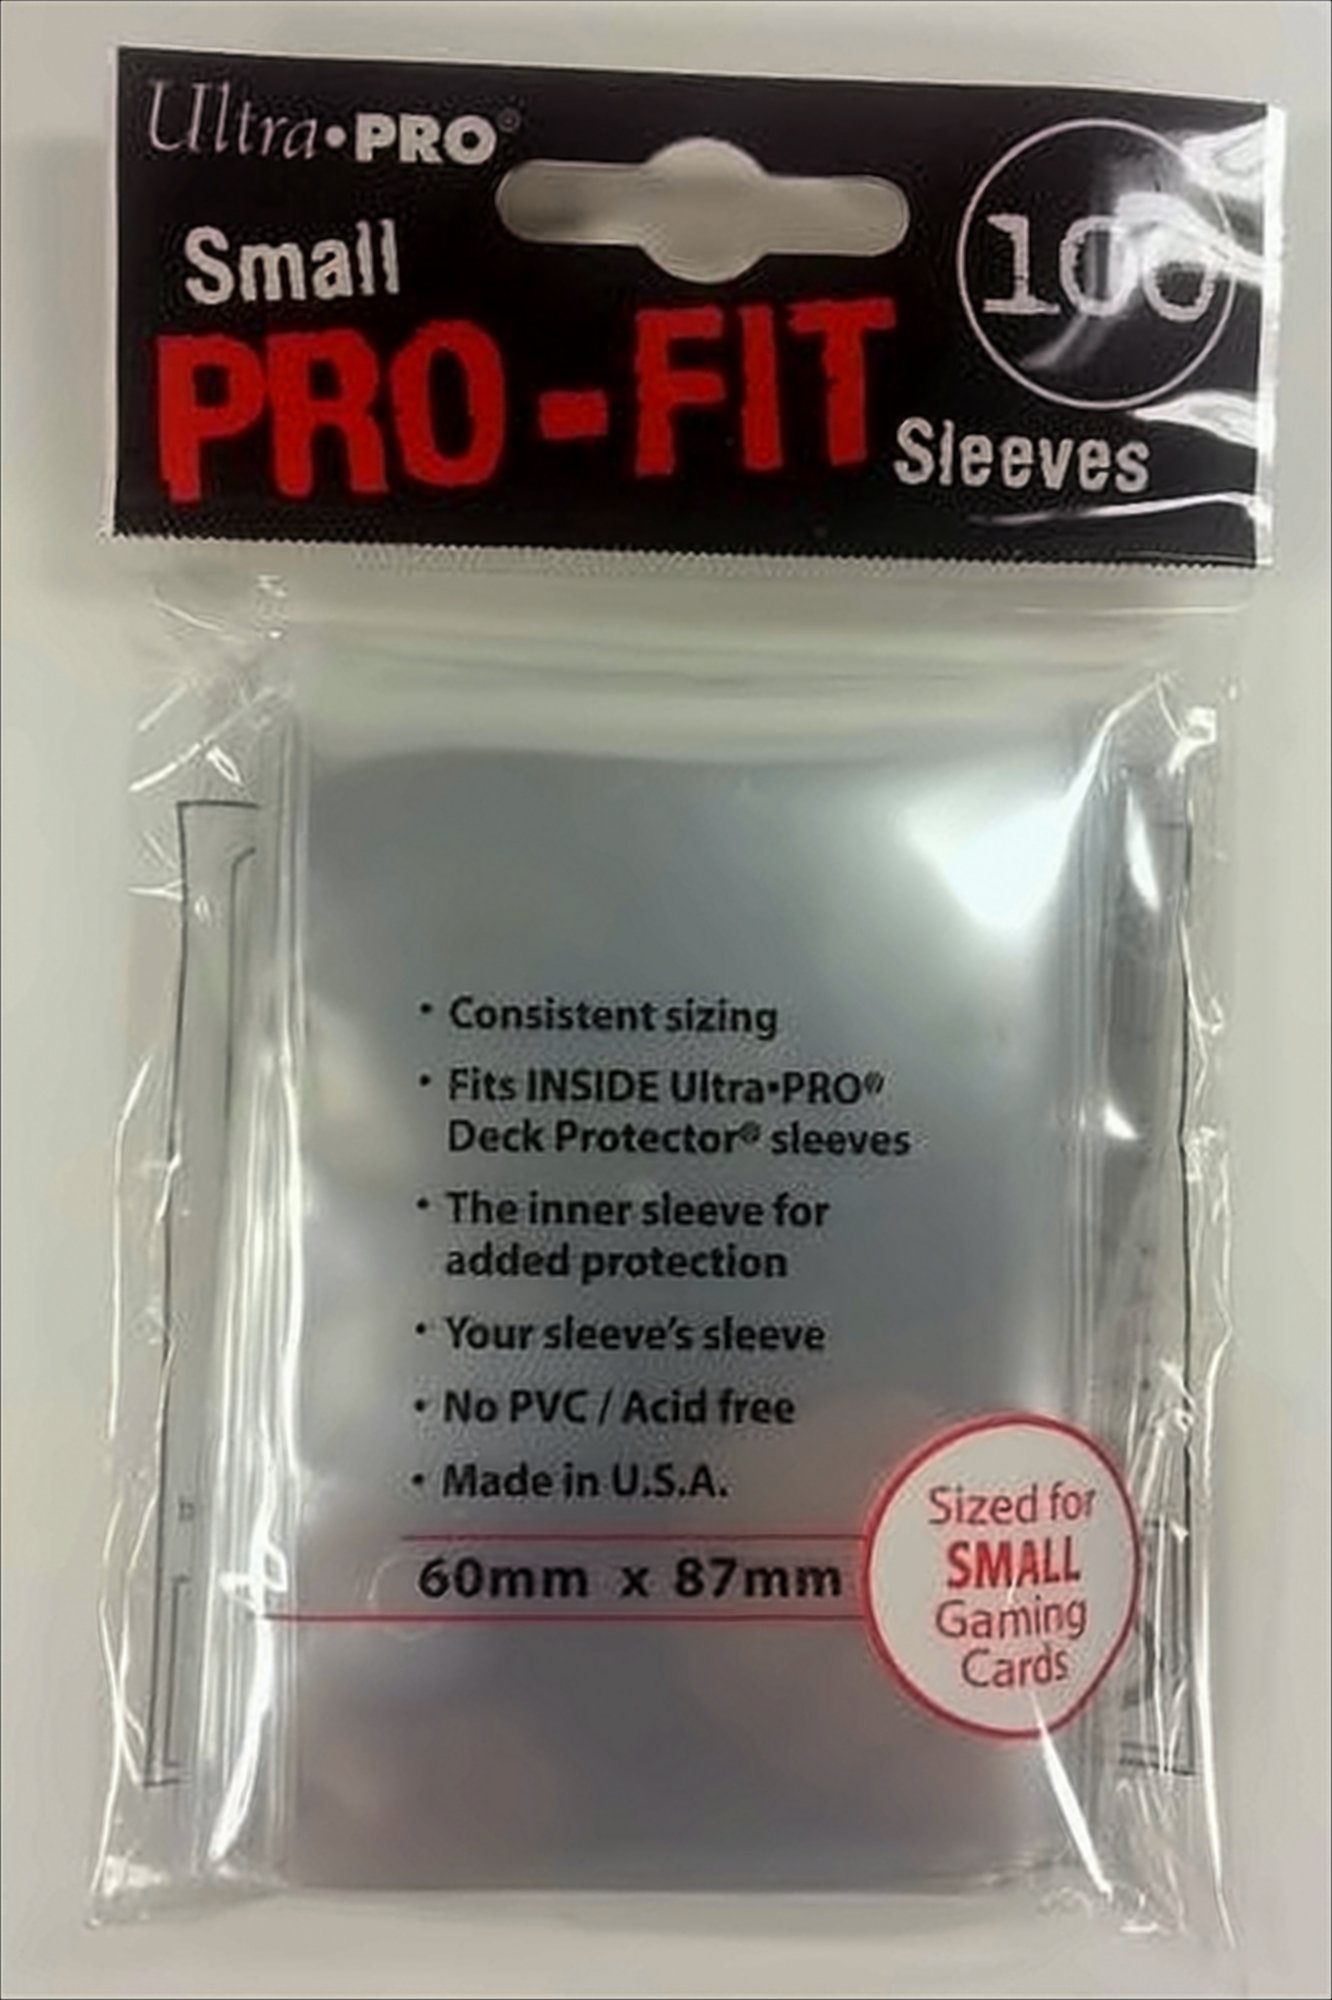 Ultra•PRO®
100
Small
PRO-FIT
Sleeves
• Consistent sizing
• Fits INSIDE Ultra•PRO®
Deck Protector® sleeves
• The inner sleeve for
added protection
• Your sleeve's sleeve
• No PVC / Acid free
• Made in U.S.A.
60mm x 87mm
Sized for
SMALL
Gaming
Cards